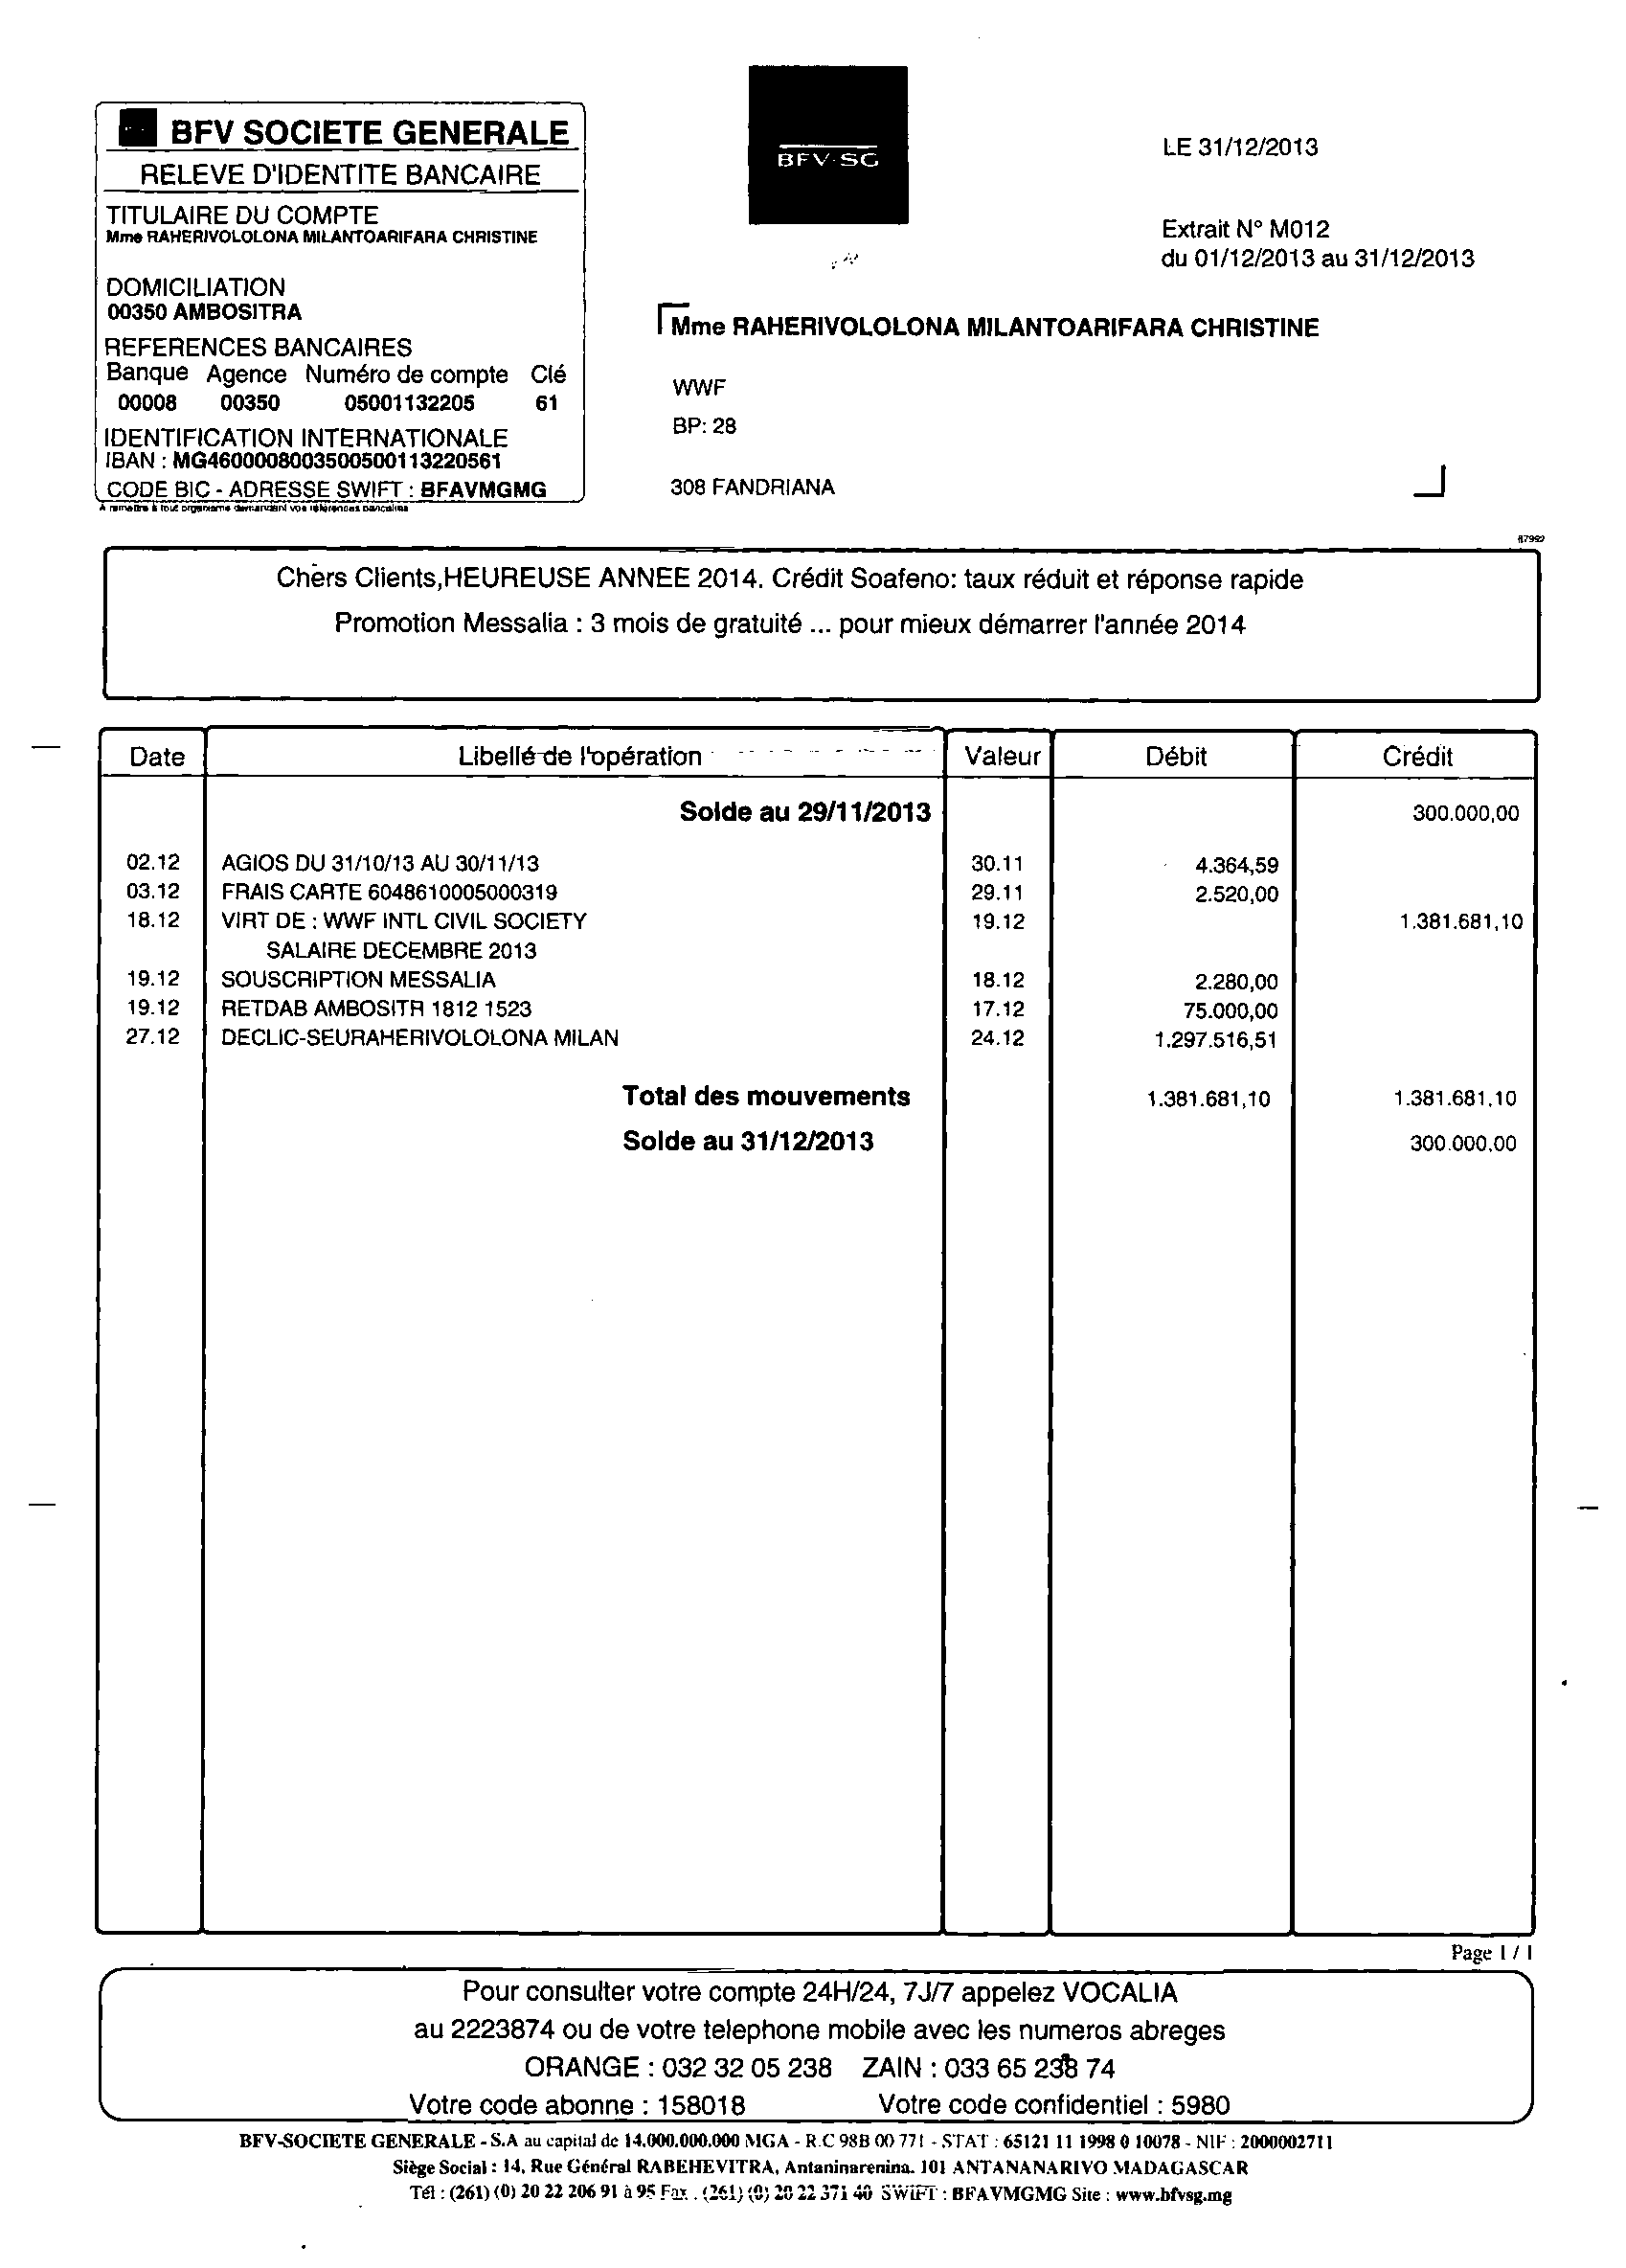 BFV SOCIETE GENERALE
RELEVE D'IDENTITE BANCAIRE
TITULAIRE DU COMPTE
Mme RAHERIVOLOLONA MILANTOARIFARA CHRISTINE
DOMICILIATION
00350 AMBOSITRA
REFERENCES BANCAIRES
Banque Agence Numéro de compte Clé
00008 00350 05001132205 61
IDENTIFICATION INTERNATIONALE
IBAN : MG4600008003500500113220561
CODE BIC - ADRESSE SWIFT : BFAVMGMG
A remettre à tout organisme demandant vos références bancaires
BFV-SG
LE 31/12/2013
Extrait N° M012
du 01/12/2013 au 31/12/2013
Mme RAHERIVOLOLONA MILANTOARIFARA CHRISTINE
WWF
BP: 28
308 FANDRIANA
Chers Clients,HEUREUSE ANNEE 2014. Crédit Soafeno: taux réduit et réponse rapide
Promotion Messalia : 3 mois de gratuité ... pour mieux démarrer l'année 2014
Date Libellé de l'opération Valeur Débit Crédit
Solde au 29/11/2013 300.000,00
02.12 AGIOS DU 31/10/13 AU 30/11/13 30.11 4.364,59
03.12 FRAIS CARTE 6048610005000319 29.11 2.520,00
18.12 VIRT DE : WWF INTL CIVIL SOCIETY 19.12 1.381.681,10
SALAIRE DECEMBRE 2013
19.12 SOUSCRIPTION MESSALIA 18.12 2.280,00
19.12 RETDAB AMBOSITR 1812 1523 17.12 75.000,00
27.12 DECLIC-SEURAHERIVOLOLONA MILAN 24.12 1.297.516,51
Total des mouvements 1.381.681,10 1.381.681,10
Solde au 31/12/2013 300.000,00
Page 1 / 1
Pour consulter votre compte 24H/24, 7J/7 appelez VOCALIA
au 2223874 ou de votre telephone mobile avec les numeros abreges
ORANGE : 032 32 05 238 ZAIN : 033 65 238 74
Votre code abonne : 158018 Votre code confidentiel : 5980
BFV-SOCIETE GENERALE - S.A au capital de 14.000.000.000 MGA - R.C 98B 00 771 - STAT : 65121 11 1998 0 10078 - NIF : 2000002711
Siège Social : 14, Rue Général RABEHEVITRA, Antaninarenina. 101 ANTANANARIVO MADAGASCAR
Tél : (261) (0) 20 22 206 91 à 95 Fax . (261) (0) 20 22 371 40 SWIFT : BFAVMGMG Site : www.bfvsg.mg